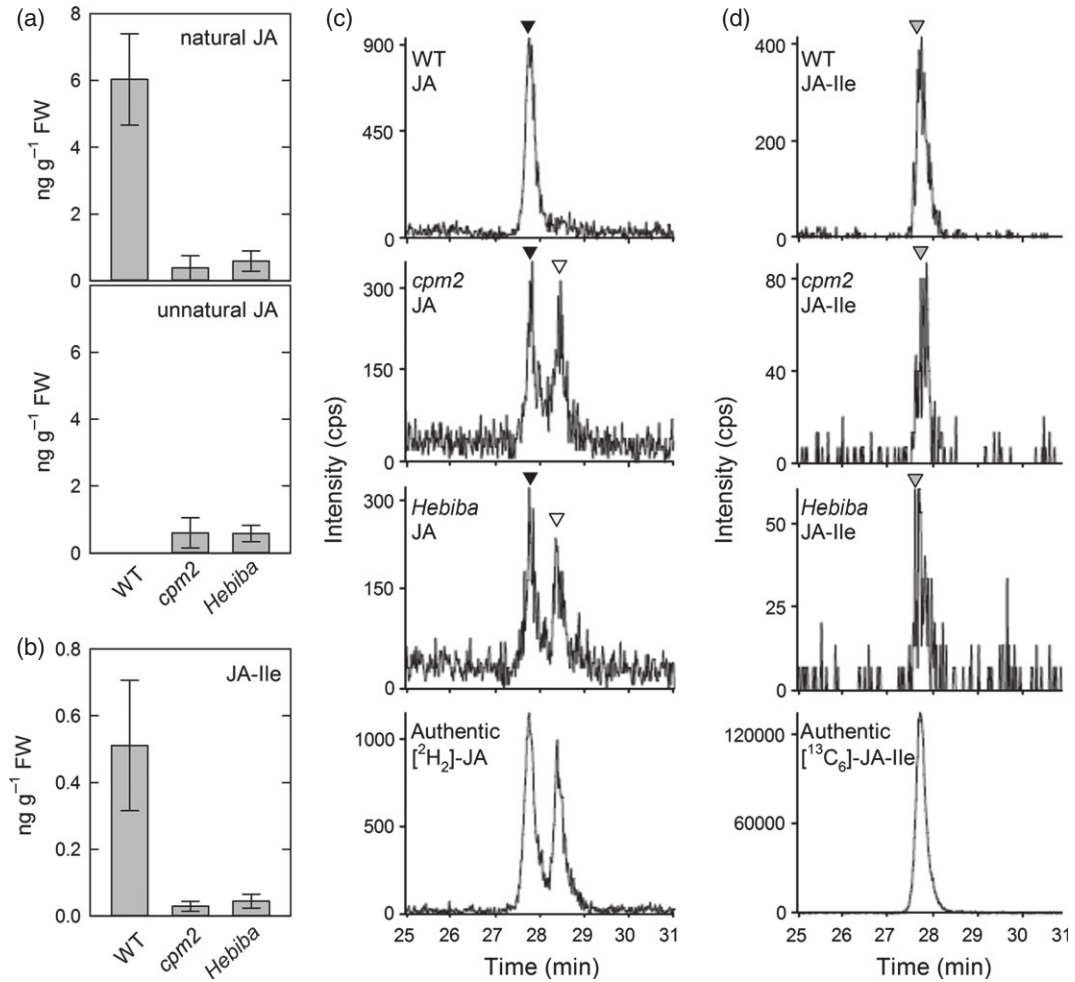 (a)
natural JA
ng g⁻¹ FW
8
6
4
2
0
unnatural JA
ng g⁻¹ FW
6
4
2
0
WT
cpm2
Hebiba
(b)
JA-Ile
ng g⁻¹ FW
0.8
0.6
0.4
0.2
0.0
WT
cpm2
Hebiba
(c)
Intensity (cps)
WT
JA
900
450
0
cpm2
JA
300
150
0
Hebiba
JA
300
150
0
Authentic
[²H₂]-JA
1000
500
0
25 26 27 28 29 30 31
Time (min)
(d)
Intensity (cps)
WT
JA-Ile
400
200
0
cpm2
JA-Ile
80
40
0
Hebiba
JA-Ile
50
25
0
Authentic
[¹³C₆]-JA-Ile
120000
60000
0
25 26 27 28 29 30 31
Time (min)